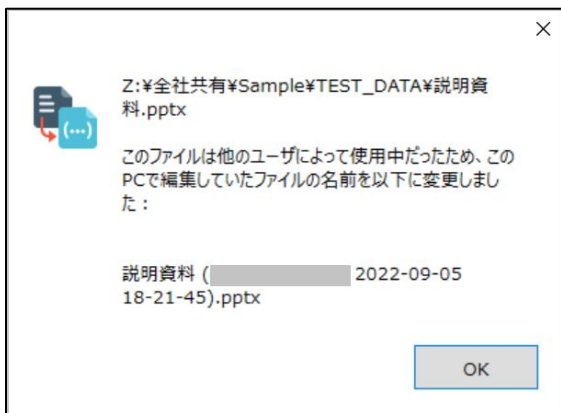 Z:¥全社共有¥Sample¥TEST_DATA¥説明資
料.pptx
このファイルは他のユーザによって使用中だったため、この
PCで編集していたファイルの名前を以下に変更しまし
た：
説明資料 ( 2022-09-05
18-21-45).pptx
(...)
OK